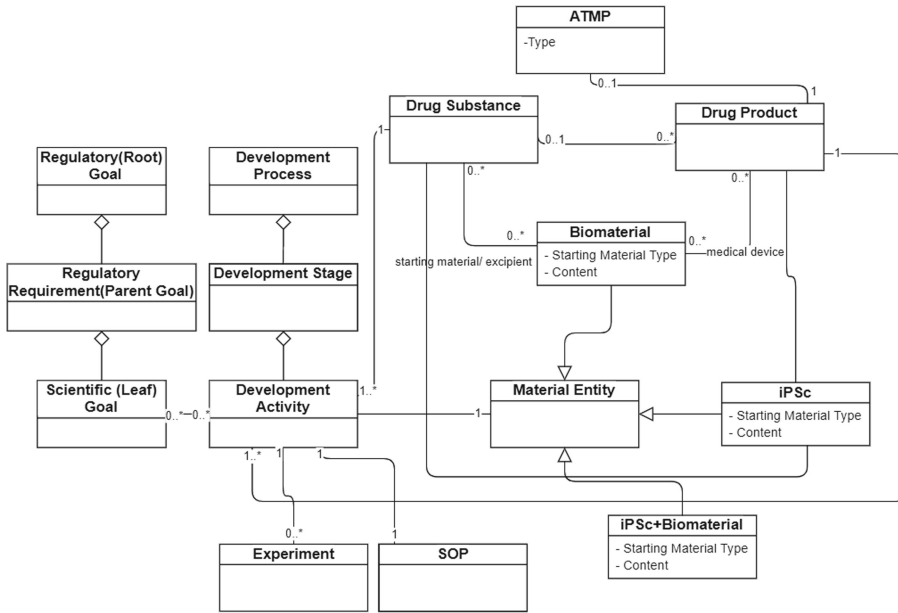 ATMP
-Type
0..1
1
Drug Substance
Drug Product
1
0..1
0..*
1
Regulatory(Root)
Goal
Development
Process
0..*
0..*
0..*
Biomaterial
0..*
starting material/ excipient
- Starting Material Type
- Content
medical device
Regulatory
Requirement(Parent Goal)
Development Stage
Scientific (Leaf)
Goal
0..*
0..*
Development
Activity
1..*
1
Material Entity
iPSc
- Starting Material Type
- Content
1..*
1
1
0..*
1
Experiment
SOP
iPSc+Biomaterial
- Starting Material Type
- Content